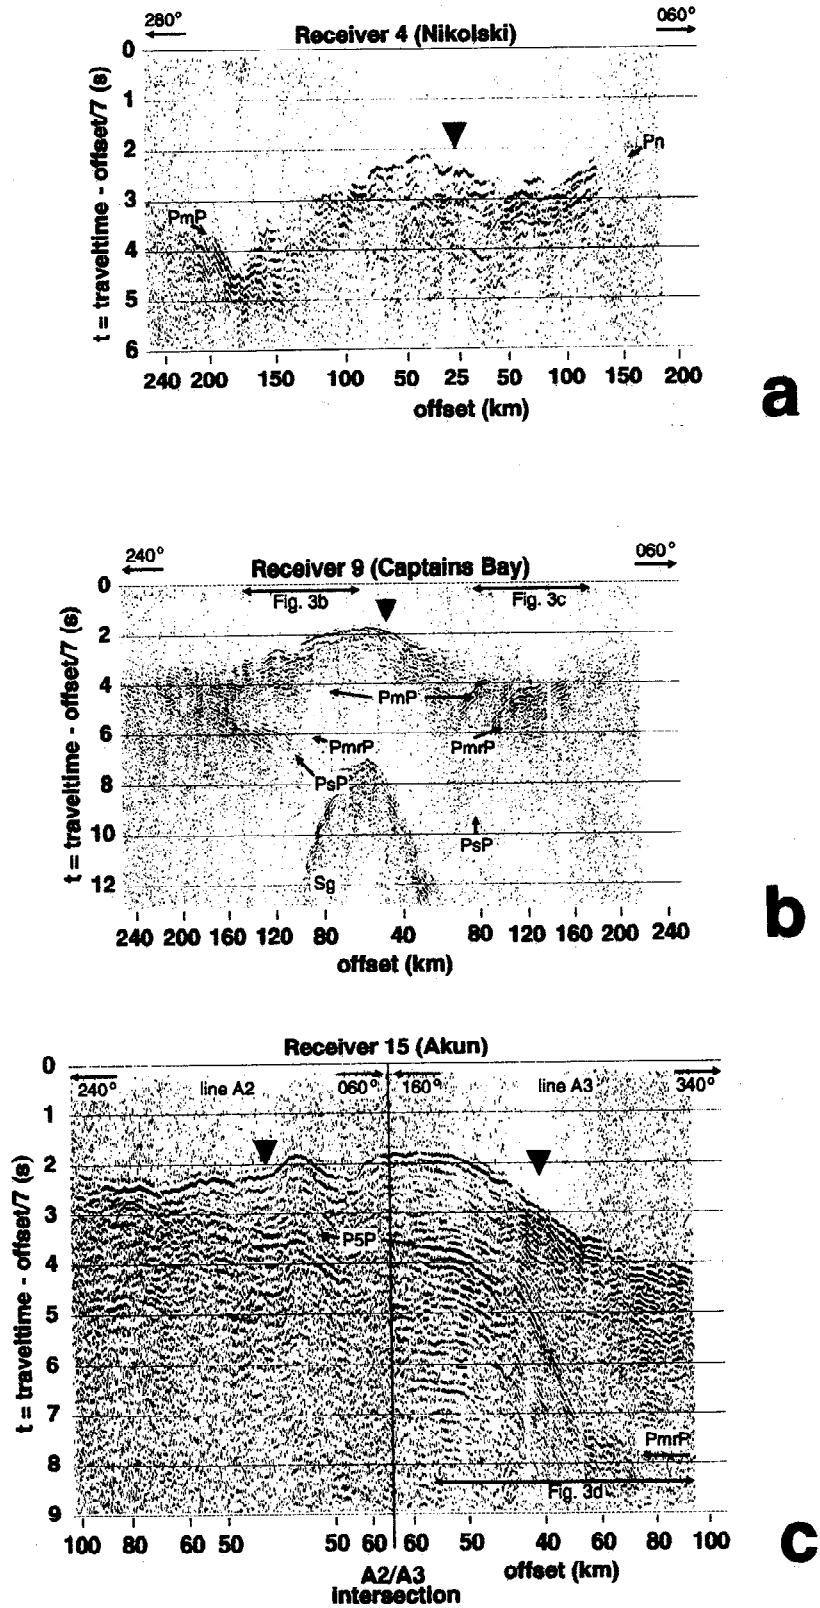 280° 060°
Receiver 4 (Nikolski)
0
1
2
3
4
5
6
t = traveltime - offset/7 (s)
Pn
PmP
240 200 150 100 50 25 50 100 150 200
offset (km)
a
240° 060°
Receiver 9 (Captains Bay)
Fig. 3b Fig. 3c
0
2
4
6
8
10
12
t = traveltime - offset/7 (s)
PmP
PmrP PmrP
PsP
PsP
Sg
240 200 160 120 80 40 80 120 160 200 240
offset (km)
b
Receiver 15 (Akun)
240° line A2 060° 160° line A3 340°
0
1
2
3
4
5
6
7
8
9
t = traveltime - offset/7 (s)
P5P
PmrP
Fig. 3d
100 80 60 50 50 60 60 50 40 60 80 100
A2/A3 offset (km)
intersection
c